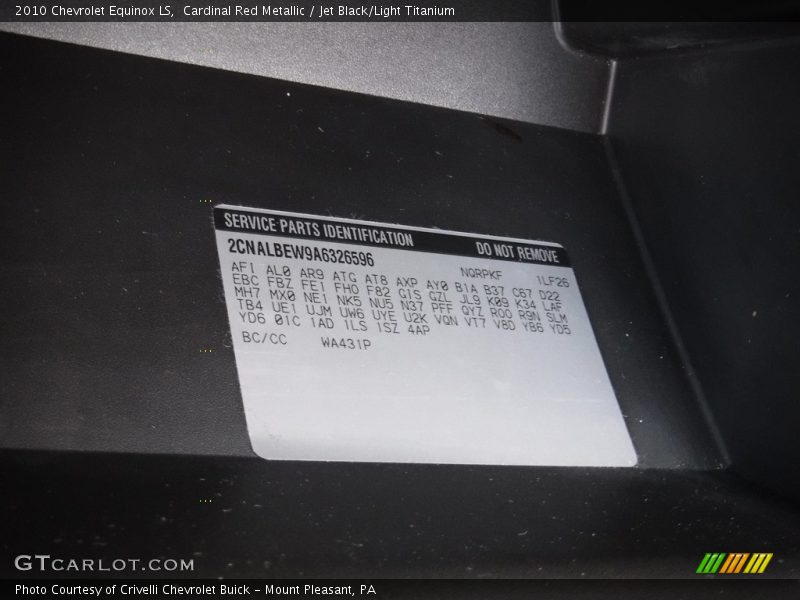 2010 Chevrolet Equinox LS, Cardinal Red Metallic / Jet Black/Light Titanium
SERVICE PARTS IDENTIFICATION DO NOT REMOVE
2CNALBEW9A6326596 NQRPKF 1LF26
AF1 AL0 AR9 ATG AT8 AXP AY0 B1A B37 C67 D22
EBC FBZ FE1 FHO F82 G1S GZL JL9 K09 K34 LAF
MH7 MX0 NE1 NK5 NU5 N37 PFF QYZ ROO R9N SLM
TB4 UE1 UJM UW6 UYE U2K VQN VT7 V8D YB6 YD5
YD6 01C 1AD 1LS 1SZ 4AP
BC/CC WA431P
GTCARLOT.COM
Photo Courtesy of Crivelli Chevrolet Buick - Mount Pleasant, PA